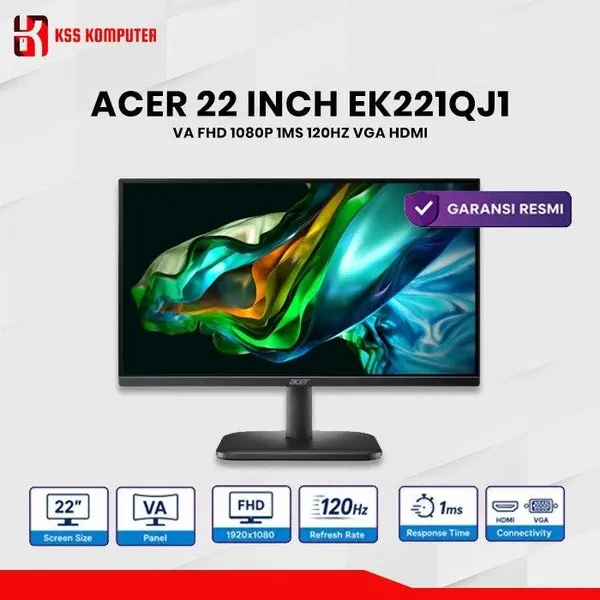 KSS KOMPUTER
ACER 22 INCH EK221QJ1
VA FHD 1080P 1MS 120HZ VGA HDMI
GARANSI RESMI
acer
22"
Screen Size
VA
Panel
FHD
1920x1080
120Hz
Refresh Rate
1ms
Response Time
HDMI VGA
Connectivity